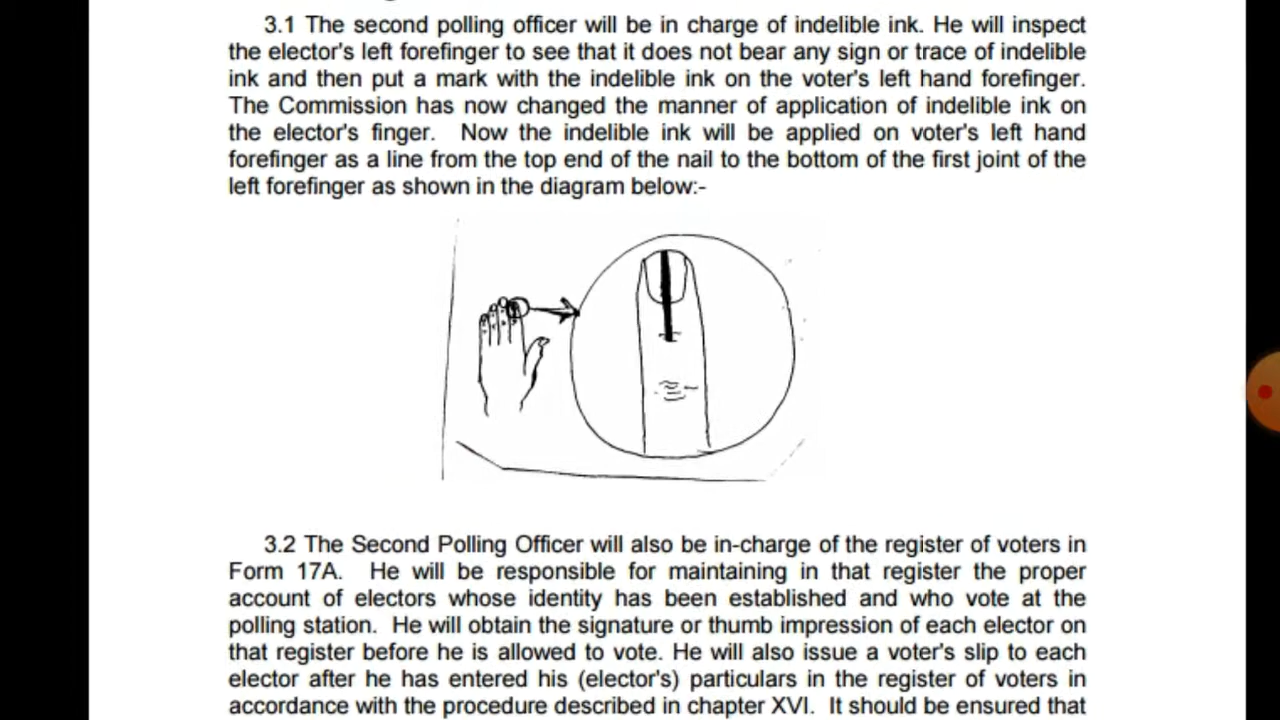 3.1 The second polling officer will be in charge of indelible ink. He will inspect
the elector's left forefinger to see that it does not bear any sign or trace of indelible
ink and then put a mark with the indelible ink on the voter's left hand forefinger.
The Commission has now changed the manner of application of indelible ink on
the elector's finger. Now the indelible ink will be applied on voter's left hand
forefinger as a line from the top end of the nail to the bottom of the first joint of the
left forefinger as shown in the diagram below:-
3.2 The Second Polling Officer will also be in-charge of the register of voters in
Form 17A. He will be responsible for maintaining in that register the proper
account of electors whose identity has been established and who vote at the
polling station. He will obtain the signature or thumb impression of each elector on
that register before he is allowed to vote. He will also issue a voter's slip to each
elector after he has entered his (elector's) particulars in the register of voters in
accordance with the procedure described in chapter XVI. It should be ensured that